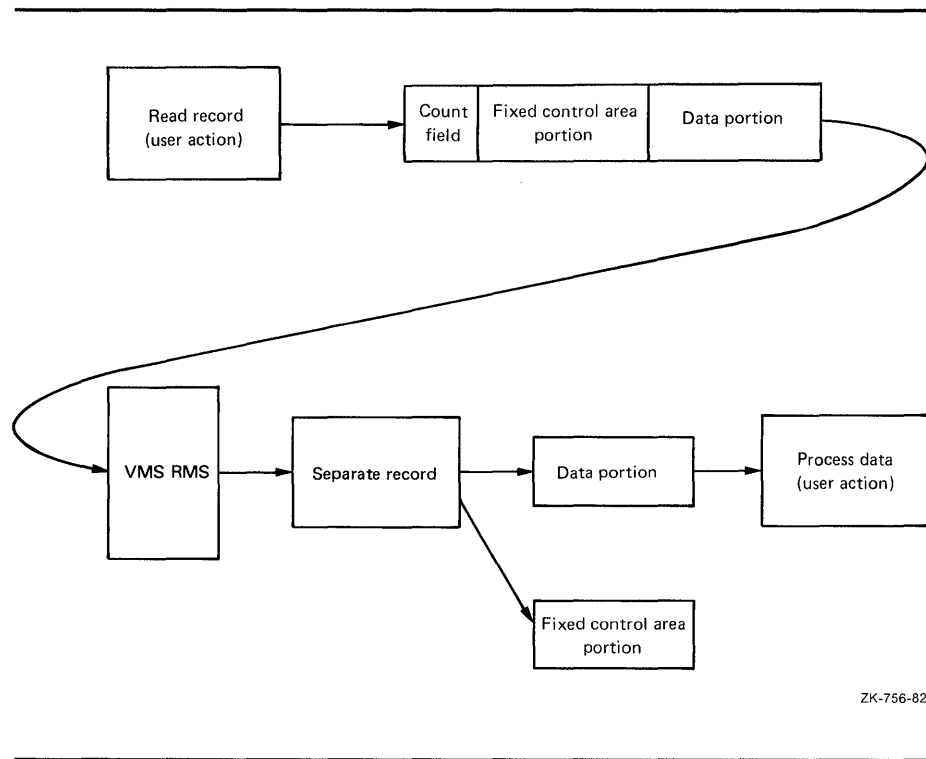 Read record
(user action)
Count
field
Fixed control area
portion
Data portion
VMS RMS
Separate record
Data portion
Process data
(user action)
Fixed control area
portion
ZK-756-82